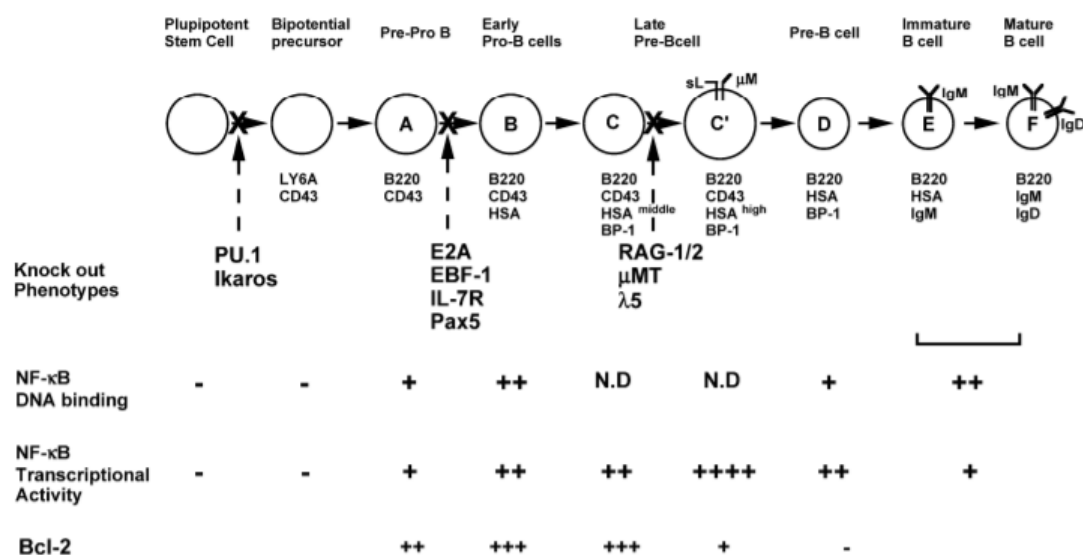 Plupipotent Stem Cell
Bipotential precursor
Pre-Pro B
Early Pro-B cells
Late Pre-Bcell
Pre-B cell
Immature B cell
Mature B cell
sL
μM
IgM
IgM
IgD
A
B
C
C'
D
E
F
X
X
X
LY6A
CD43
B220
CD43
B220
CD43
HSA
B220
CD43
HSA middle
BP-1
B220
CD43
HSA high
BP-1
B220
HSA
BP-1
B220
HSA
IgM
B220
IgM
IgD
Knock out
Phenotypes
PU.1
Ikaros
E2A
EBF-1
IL-7R
Pax5
RAG-1/2
μMT
λ5
NF-κB
DNA binding
- - + ++ N.D N.D + ++
NF-κB
Transcriptional
Activity
- - + ++ ++ ++++ ++ +
Bcl-2 ++ +++ +++ + -